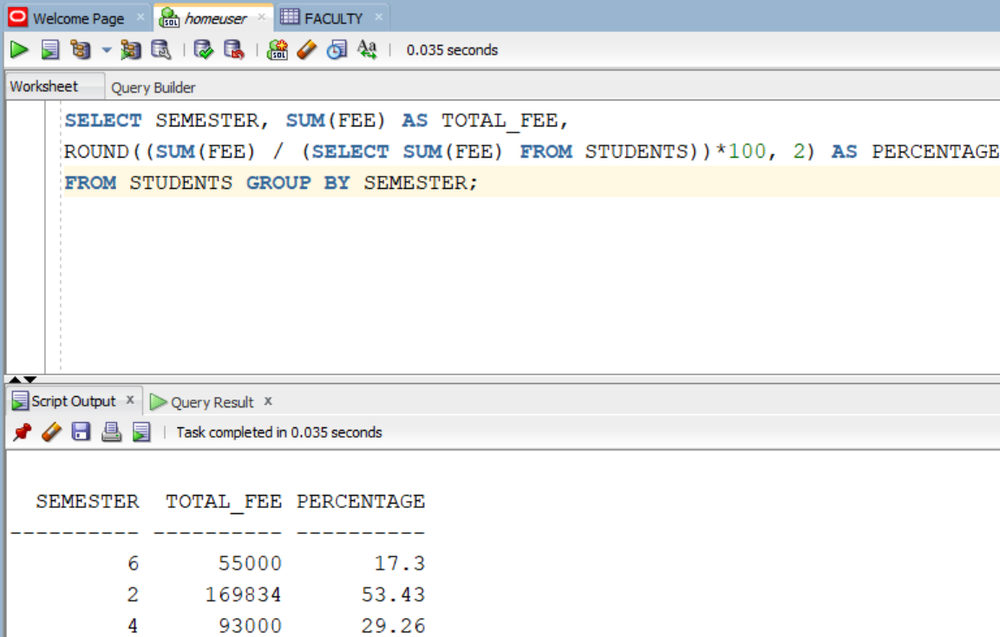 Welcome Page × homeuser × FACULTY ×
0.035 seconds
Worksheet Query Builder
SELECT SEMESTER, SUM(FEE) AS TOTAL_FEE,
ROUND((SUM(FEE) / (SELECT SUM(FEE) FROM STUDENTS))*100, 2) AS PERCENTAGE
FROM STUDENTS GROUP BY SEMESTER;
Script Output x Query Result x
Task completed in 0.035 seconds
SEMESTER TOTAL_FEE PERCENTAGE
---------- ---------- ----------
6 55000 17.3
2 169834 53.43
4 93000 29.26